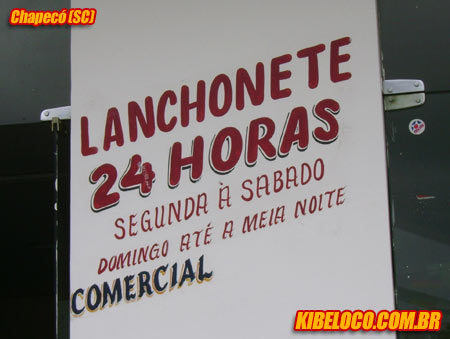 Chapecó (SC)
LANCHONETE
24 HORAS
SEGUNDA À SABADO
DOMINGO ATÉ A MEIA NOITE
COMERCIAL
KIBELOCO.COM.BR